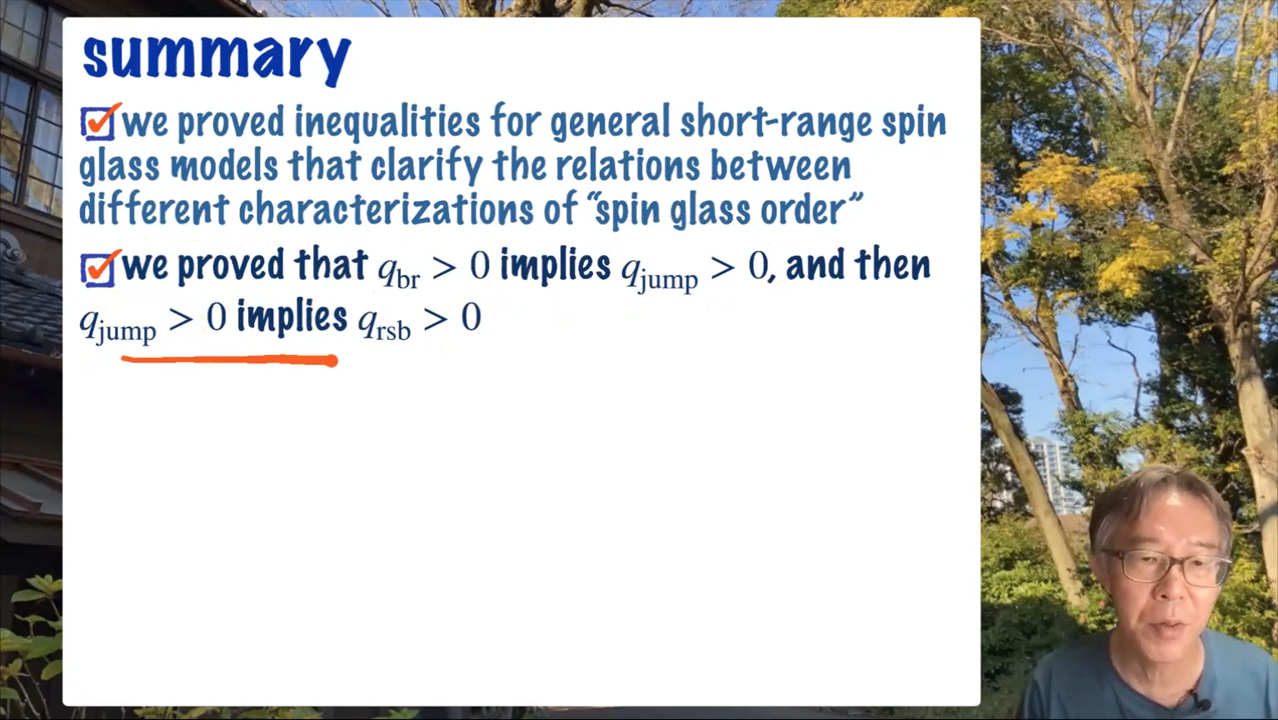 summary
we proved inequalities for general short-range spin
glass models that clarify the relations between
different characterizations of “spin glass order”
we proved that q_br > 0 implies q_jump > 0, and then
q_jump > 0 implies q_rsb > 0